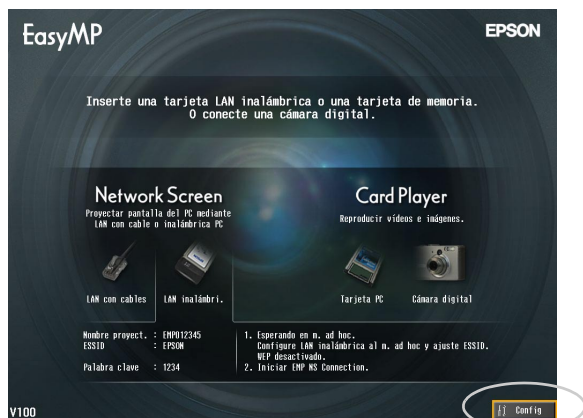 EasyMP
EPSON
Inserte una tarjeta LAN inalámbrica o una tarjeta de memoria.
O conecte una cámara digital.
Network Screen
Proyectar pantalla del PC mediante
LAN con cable o inalámbrica PC
Card Player
Reproducir vídeos e imágenes.
LAN con cables
LAN inalámbri.
Tarjeta PC
Cámara digital
Nombre proyect. : EMP012345
ESSID : EPSON
Palabra clave : 1234
1. Esperando en m. ad hoc.
Configure LAN inalámbrica al m. ad hoc y ajuste ESSID.
WEP desactivado.
2. Iniciar EMP NS Connection.
V100
Config